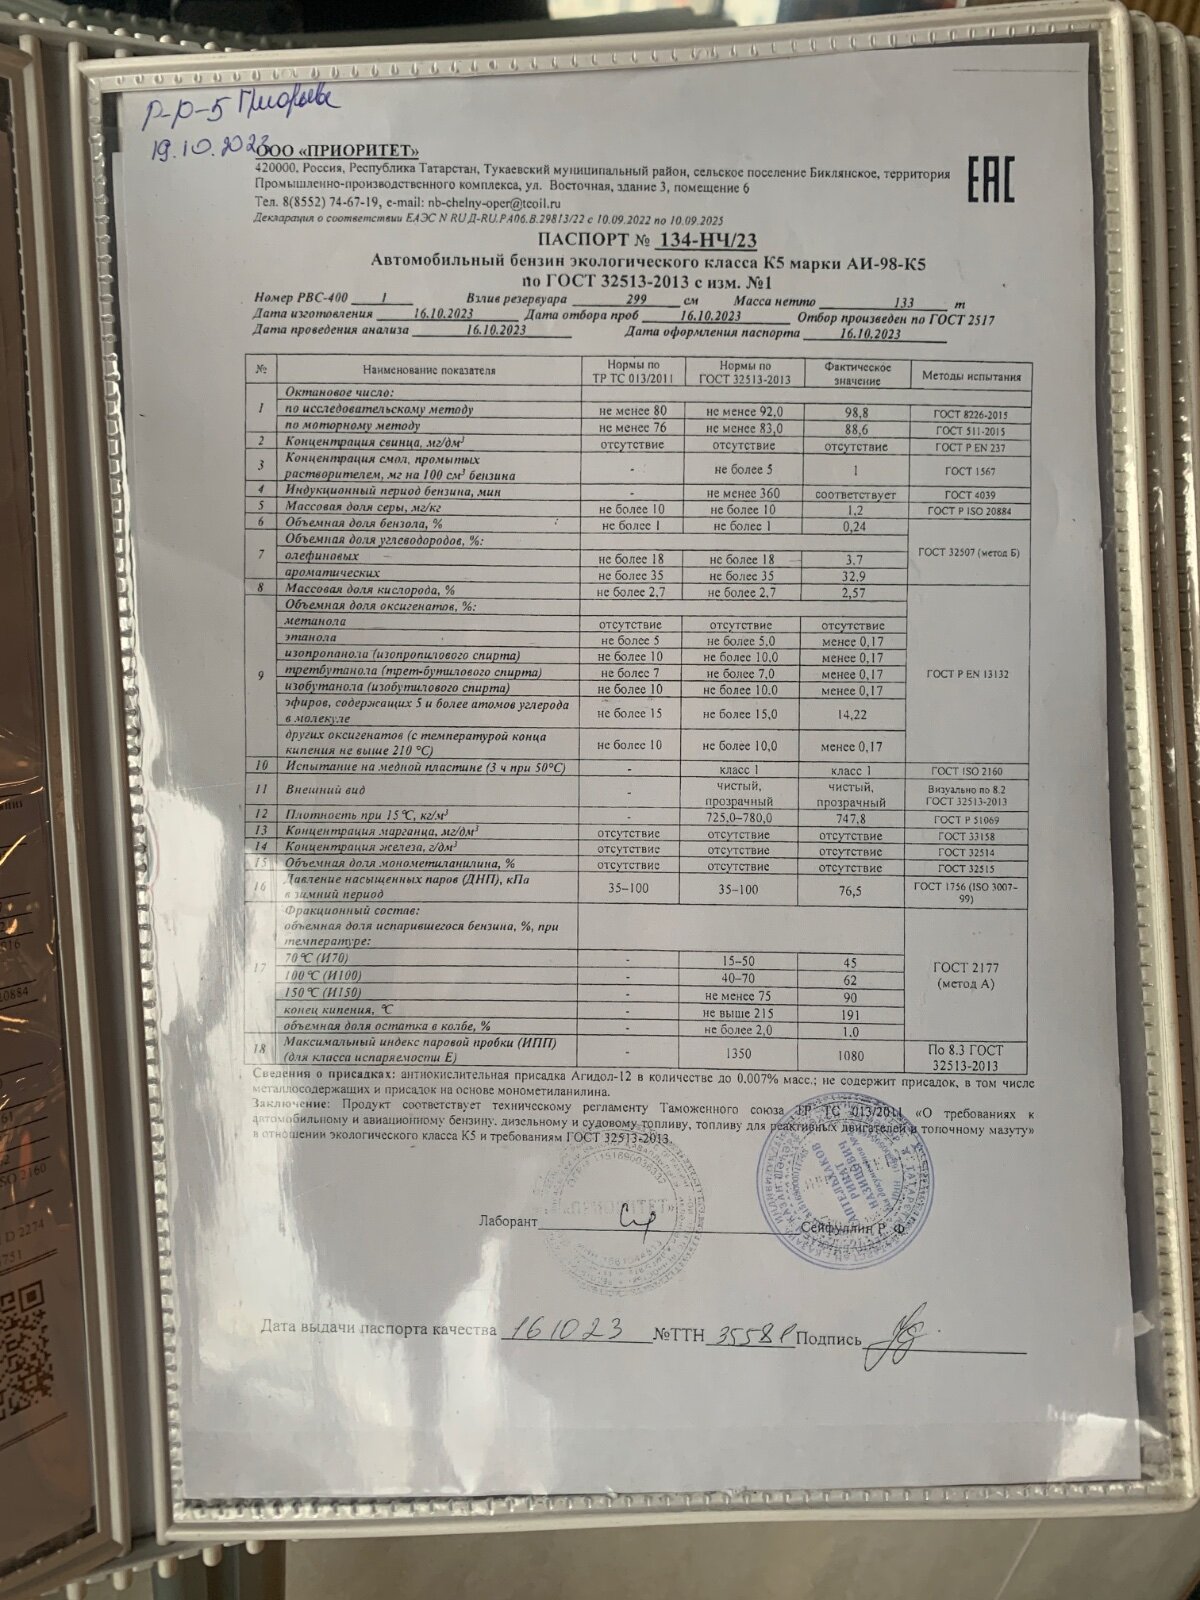 р-р-5
19.10.2023
ООО «ПРИОРИТЕТ»
420000, Россия, Республика Татарстан, Тукаевский муниципальный район, сельское поселение Биклянское, территория
Промышленно-производственного комплекса, ул. Восточная, здание 3, помещение 6
Тел. 8(8552) 74-67-19, e-mail: nb-chelny-oper@tcoil.ru
Декларация о соответствии ЕАЭС N RU Д-RU.РА06.В.29813/22 с 10.09.2022 по 10.09.2025
ЕАС
ПАСПОРТ № 134-НЧ/23
Автомобильный бензин экологического класса К5 марки АИ-98-К5
по ГОСТ 32513-2013 с изм. №1
Номер РВС-400 1 Взлив резервуара 299 см Масса нетто 133 т
Дата изготовления 16.10.2023 Дата отбора проб 16.10.2023 Отбор произведен по ГОСТ 2517
Дата проведения анализа 16.10.2023 Дата оформления паспорта 16.10.2023
№ Наименование показателя Нормы по ТР ТС 013/2011 Нормы по ГОСТ 32513-2013 Фактическое значение Методы испытания
1 Октановое число:
по исследовательскому методу не менее 80 не менее 92,0 98,8 ГОСТ 8226-2015
по моторному методу не менее 76 не менее 83,0 88,6 ГОСТ 511-2015
2 Концентрация свинца, мг/дм³ отсутствие отсутствие отсутствие ГОСТ Р ЕН 237
3 Концентрация смол, промытых
растворителем, мг на 100 см³ бензина - не более 5 1 ГОСТ 1567
4 Индукционный период бензина, мин - не менее 360 соответствует ГОСТ 4039
5 Массовая доля серы, мг/кг не более 10 не более 10 1,2 ГОСТ Р ISO 20884
6 Объемная доля бензола, % не более 1 не более 1 0,24 ГОСТ 32507 (метод Б)
7 Объемная доля углеводородов, %:
олефиновых не более 18 не более 18 3,7
ароматических не более 35 не более 35 32,9
8 Массовая доля кислорода, % не более 2,7 не более 2,7 2,57 ГОСТ Р EN 13132
9 Объемная доля оксигенатов, %:
метанола отсутствие отсутствие отсутствие
этанола не более 5 не более 5,0 менее 0,17
изопропанола (изопропилового спирта) не более 10 не более 10,0 менее 0,17
третбутанола (трет-бутилового спирта) не более 7 не более 7,0 менее 0,17
изобутанола (изобутилового спирта) не более 10 не более 10,0 менее 0,17
эфиров, содержащих 5 и более атомов углерода
в молекуле не более 15 не более 15,0 14,22
других оксигенатов (с температурой конца
кипения не выше 210 °С) не более 10 не более 10,0 менее 0,17
10 Испытание на медной пластине (3 ч при 50°С) - класс 1 класс 1 ГОСТ ISO 2160
11 Внешний вид - чистый, прозрачный чистый, прозрачный Визуально по 8.2 ГОСТ 32513-2013
12 Плотность при 15°С, кг/м³ - 725,0–780,0 747,8 ГОСТ Р 51069
13 Концентрация марганца, мг/дм³ отсутствие отсутствие отсутствие ГОСТ 33158
14 Концентрация железа, г/дм³ отсутствие отсутствие отсутствие ГОСТ 32514
15 Объемная доля монометиланилина, % отсутствие отсутствие отсутствие ГОСТ 32515
16 Давление насыщенных паров (ДНП), кПа
в зимний период 35–100 35–100 76,5 ГОСТ 1756 (ISO 3007-99)
17 Фракционный состав:
объемная доля испарившегося бензина, %, при
температуре: ГОСТ 2177 (метод А)
70°С (И70) - 15–50 45
100°С (И100) - 40–70 62
150°С (И150) - не менее 75 90
конец кипения, °С - не выше 215 191
объемная доля остатка в колбе, % - не более 2,0 1,0
18 Максимальный индекс паровой пробки (ИПП)
(для класса испаряемости Е) - 1350 1080 По 8.3 ГОСТ 32513-2013
Сведения о присадках: антиокислительная присадка Агидол-12 в количестве до 0,007% масс.; не содержит присадок, в том числе
металлосодержащих и присадок на основе монометиланилина.
Заключение: Продукт соответствует техническому регламенту Таможенного союза ТР ТС 013/2011 «О требованиях к
автомобильному и авиационному бензину, дизельному и судовому топливу, топливу для реактивных двигателей и топочному мазуту»
в отношении экологического класса К5 и требованиям ГОСТ 32513-2013.
«ПРИОРИТЕТ»
Лаборант Сейфуллин Р. Ф.
Дата выдачи паспорта качества 161023 №ТТН 35581 Подпись